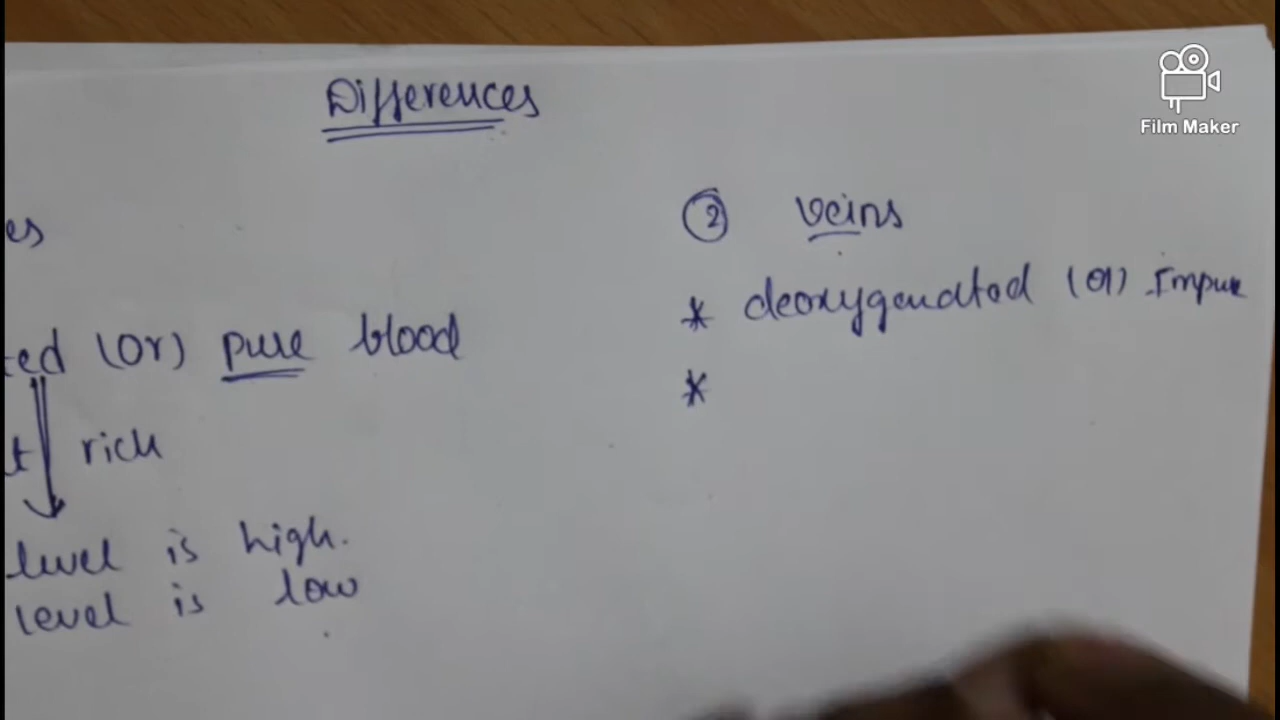 Differences
es
ted (or) pure blood
t rich
level is high.
level is low
② veins
* deoxygenated (or) Impure
*
Film Maker